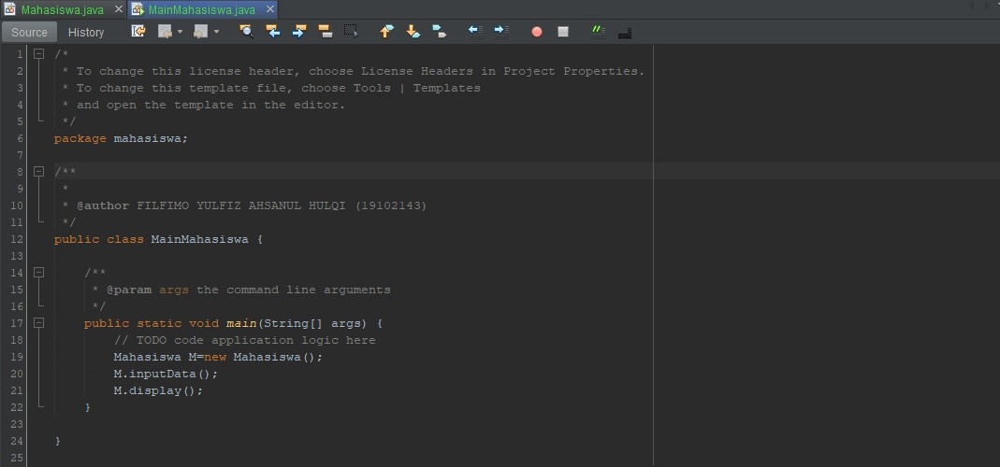 Mahasiswa.java × MainMahasiswa.java ×
Source History
1 /*
2 * To change this license header, choose License Headers in Project Properties.
3 * To change this template file, choose Tools | Templates
4 * and open the template in the editor.
5 */
6 package mahasiswa;
7
8 /**
9 *
10 * @author FILFIMO YULFIZ AHSANUL HULQI (19102143)
11 */
12 public class MainMahasiswa {
13
14 /**
15 * @param args the command line arguments
16 */
17 public static void main(String[] args) {
18 // TODO code application logic here
19 Mahasiswa M=new Mahasiswa();
20 M.inputData();
21 M.display();
22 }
23
24 }
25